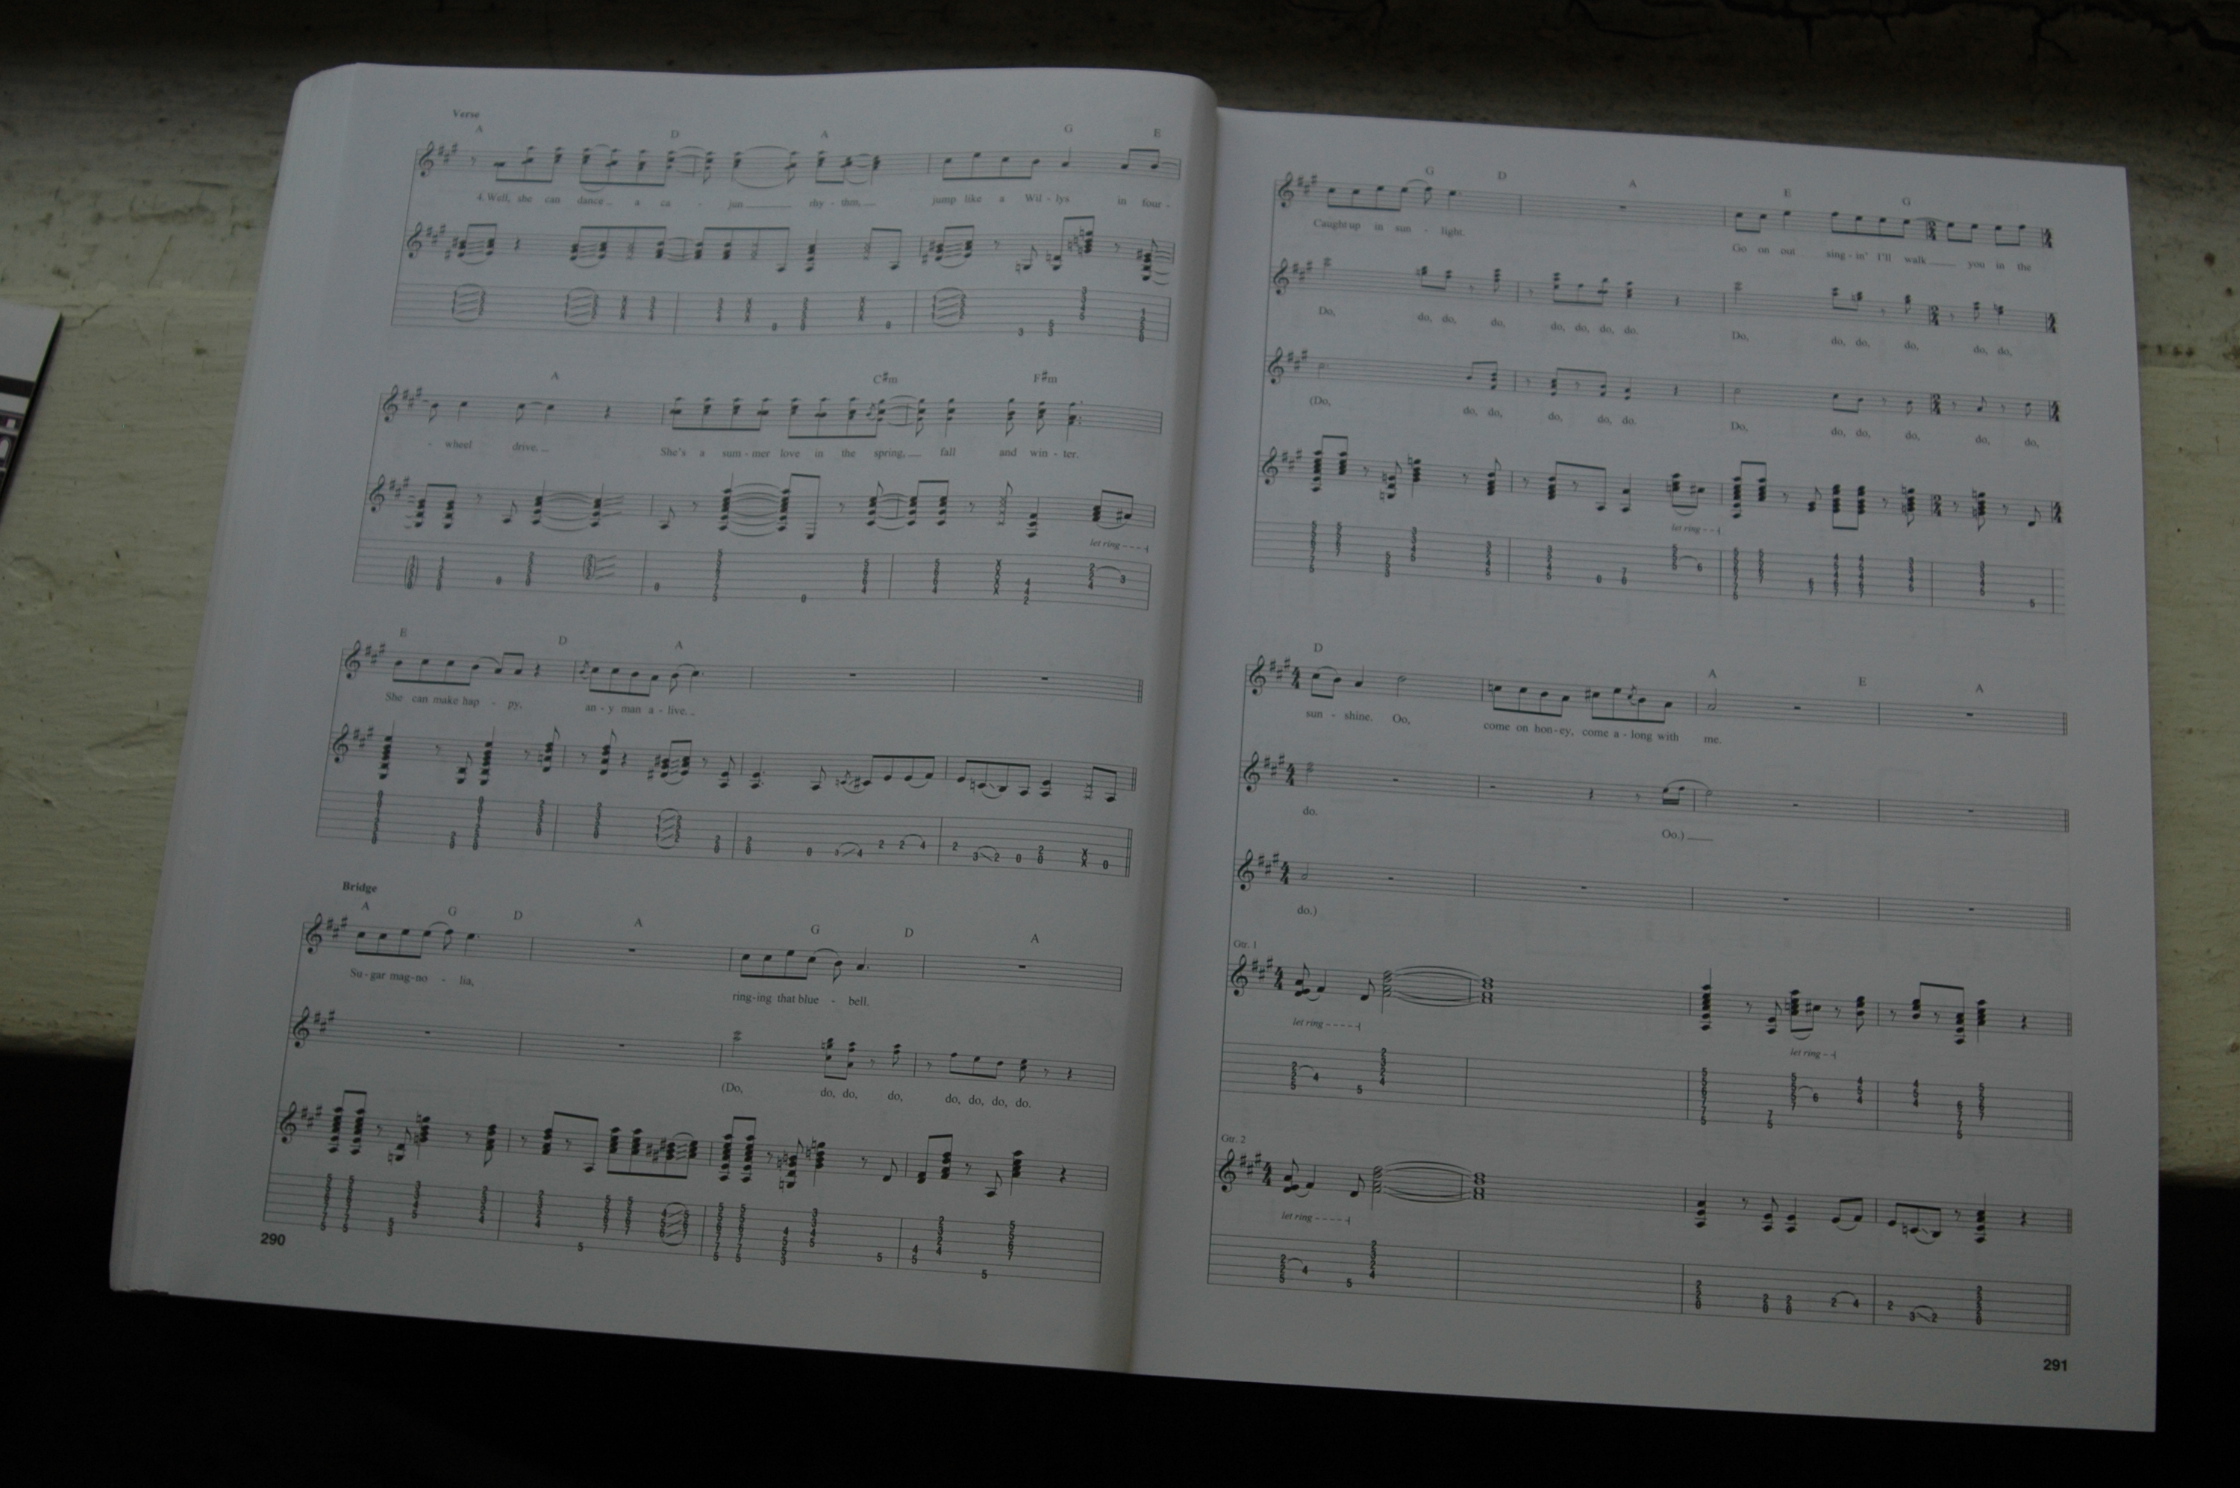 Verse
A D A G E
4. Well, she can dance a ca - jun rhy - thm, jump like a Wil - lys in four -
A C#m F#m
- wheel drive. She's a sum - mer love in the spring, fall and win - ter.
let ring
E D A
She can make hap - py, an - y man a - live.
Bridge
A G D A G D A
Su - gar mag - no - lia, ring - ing that blue - bell.
(Do, do, do, do, do, do, do, do.
290
G D A E G
Caught up in sun - light. Go on out sing - in' I'll walk you in the
Do, do, do, do, do, do, do, do. Do, do, do, do, do, do,
(Do, do, do, do, do, do. Do, do, do, do, do, do,
let ring
D A E A
sun - shine. Oo, come on hon - ey, come a - long with me.
do. Oo.)
do.)
Gtr. 1
let ring let ring
Gtr. 2
let ring
291